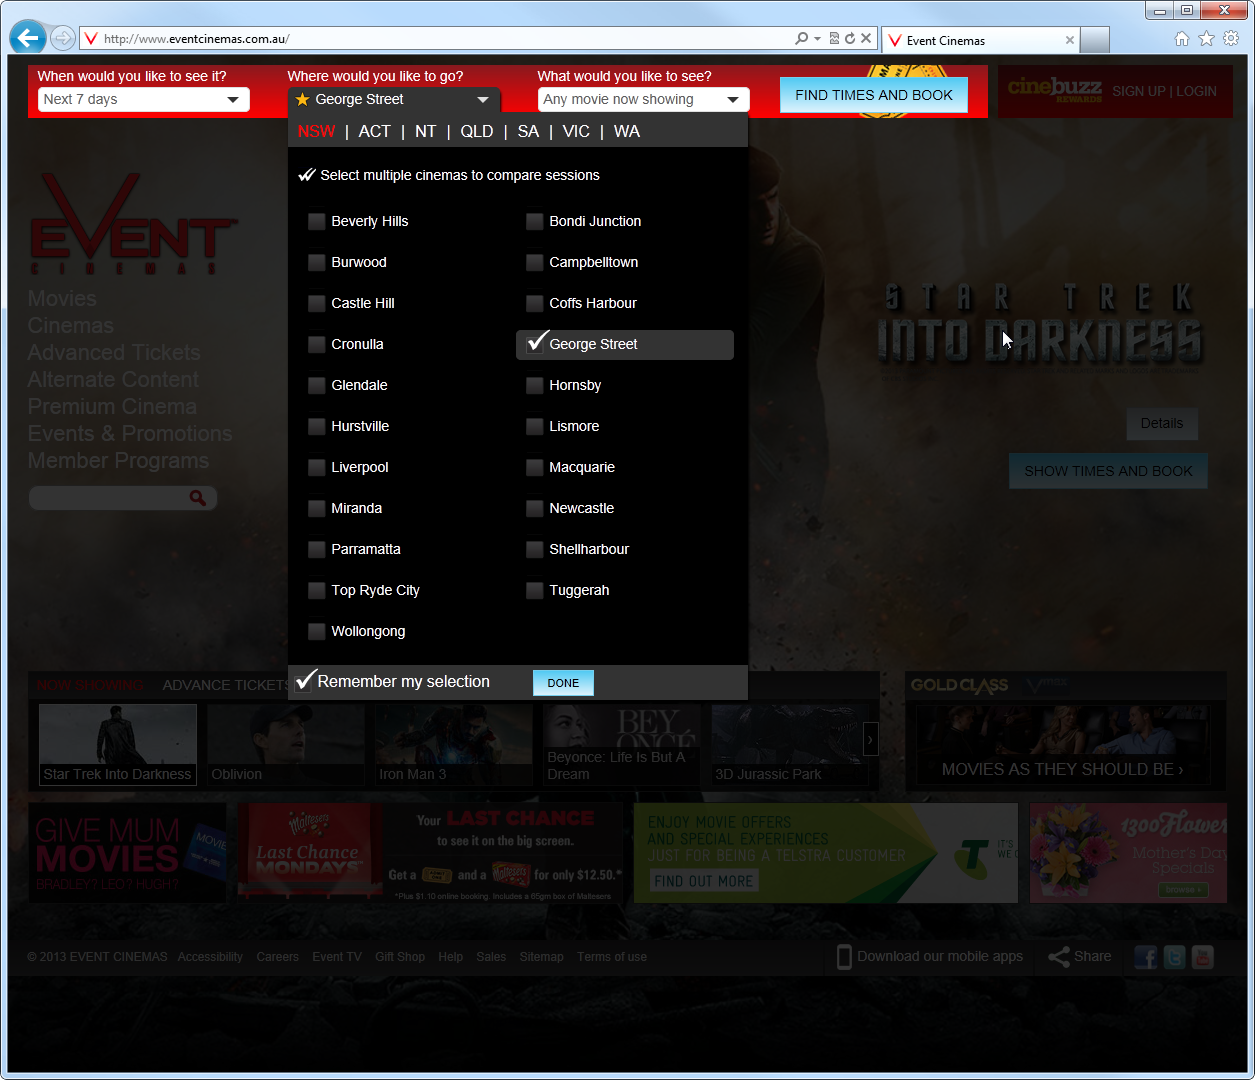 http://www.eventcinemas.com.au/
Event Cinemas
When would you like to see it?
Where would you like to go?
What would you like to see?
Next 7 days
George Street
Any movie now showing
FIND TIMES AND BOOK
cinebuzz
REWARDS
SIGN UP | LOGIN
NSW | ACT | NT | QLD | SA | VIC | WA
Select multiple cinemas to compare sessions
Beverly Hills
Bondi Junction
Burwood
Campbelltown
Castle Hill
Coffs Harbour
Cronulla
George Street
Glendale
Hornsby
Hurstville
Lismore
Liverpool
Macquarie
Miranda
Newcastle
Parramatta
Shellharbour
Top Ryde City
Tuggerah
Wollongong
Remember my selection
DONE
EVENT
CINEMAS
Movies
Cinemas
Advanced Tickets
Alternate Content
Premium Cinema
Events & Promotions
Member Programs
STAR TREK
INTO DARKNESS
Details
SHOW TIMES AND BOOK
NOW SHOWING
ADVANCE TICKETS
Star Trek Into Darkness
Oblivion
Iron Man 3
BEY
ONCÉ
Beyonce: Life Is But A
Dream
3D Jurassic Park
GOLD CLASS
MOVIES AS THEY SHOULD BE ›
GIVE MUM
MOVIES
BRADLEY? LEO? HUGH?
MOVIE
Maltesers
Last Chance
MONDAYS
Your LAST CHANCE
to see it on the big screen.
Get a and a Maltesers for only $12.50.*
*Plus $1.10 online booking. Includes a 65gm box of Maltesers
ENJOY MOVIE OFFERS
AND SPECIAL EXPERIENCES
JUST FOR BEING A TELSTRA CUSTOMER
FIND OUT MORE
T
IT'S
WE C
1300Flower
Mother's Day
Specials
browse ›
© 2013 EVENT CINEMAS
Accessibility
Careers
Event TV
Gift Shop
Help
Sales
Sitemap
Terms of use
Download our mobile apps
Share